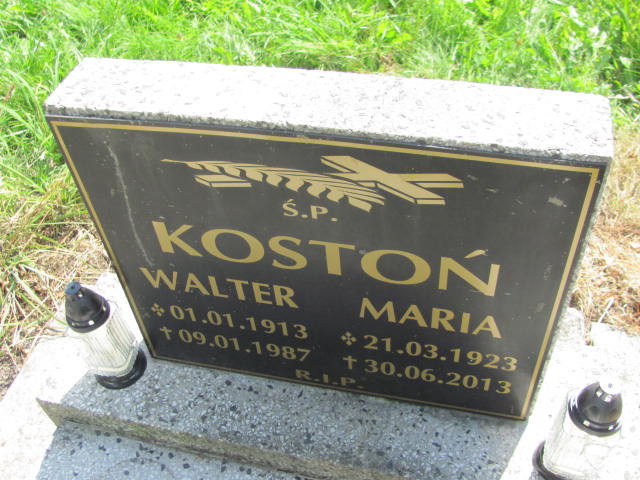 Ś.P.
KOSTOŃ
WALTER MARIA
01.01.1913 21.03.1923
† 09.01.1987 † 30.06.2013
R.I.P.